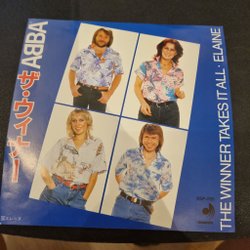 ABBA
ザ・ウィナー
THE WINNER TAKES IT ALL · ELAINE